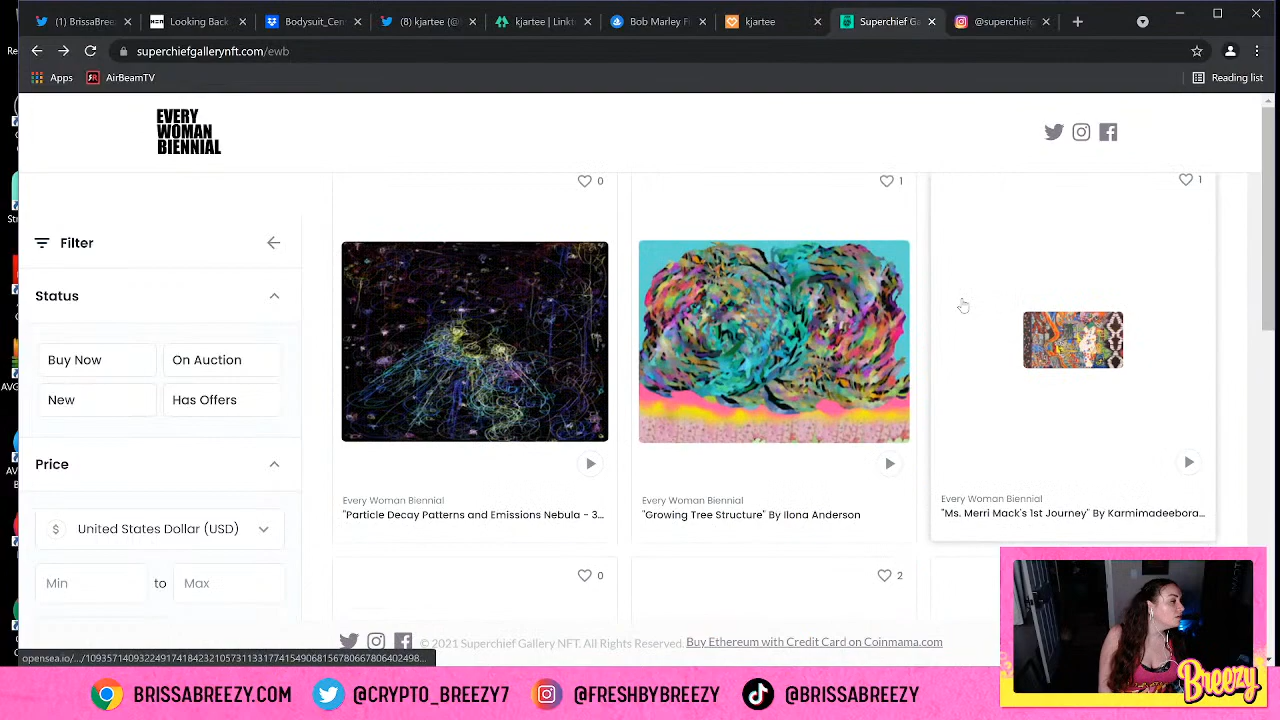 BrissaBreez
Looking Back
Bodysuit_Cen
(8) kjartee (@
kjartee | Linkt
Bob Marley F
kjartee
Superchief Ga
@superchief
superchiefgallerynft.com/ewb
Apps
AirBeamTV
Reading list
EVERY
WOMAN
BIENNIAL
0
1
1
Filter
Status
Buy Now
On Auction
New
Has Offers
Price
$ United States Dollar (USD)
Min
to
Max
Every Woman Biennial
"Particle Decay Patterns and Emissions Nebula - 3...
Every Woman Biennial
"Growing Tree Structure" By Ilona Anderson
Every Woman Biennial
"Ms. Merri Mack's 1st Journey" By Karmimadeebora...
0
2
© 2021 Superchief Gallery NFT. All Rights Reserved. Buy Ethereum with Credit Card on Coinmama.com
Breezy
BRISSABREEZY.COM
@CRYPTO_BREEZY7
@FRESHBYBREEZY
@BRISSABREEZY